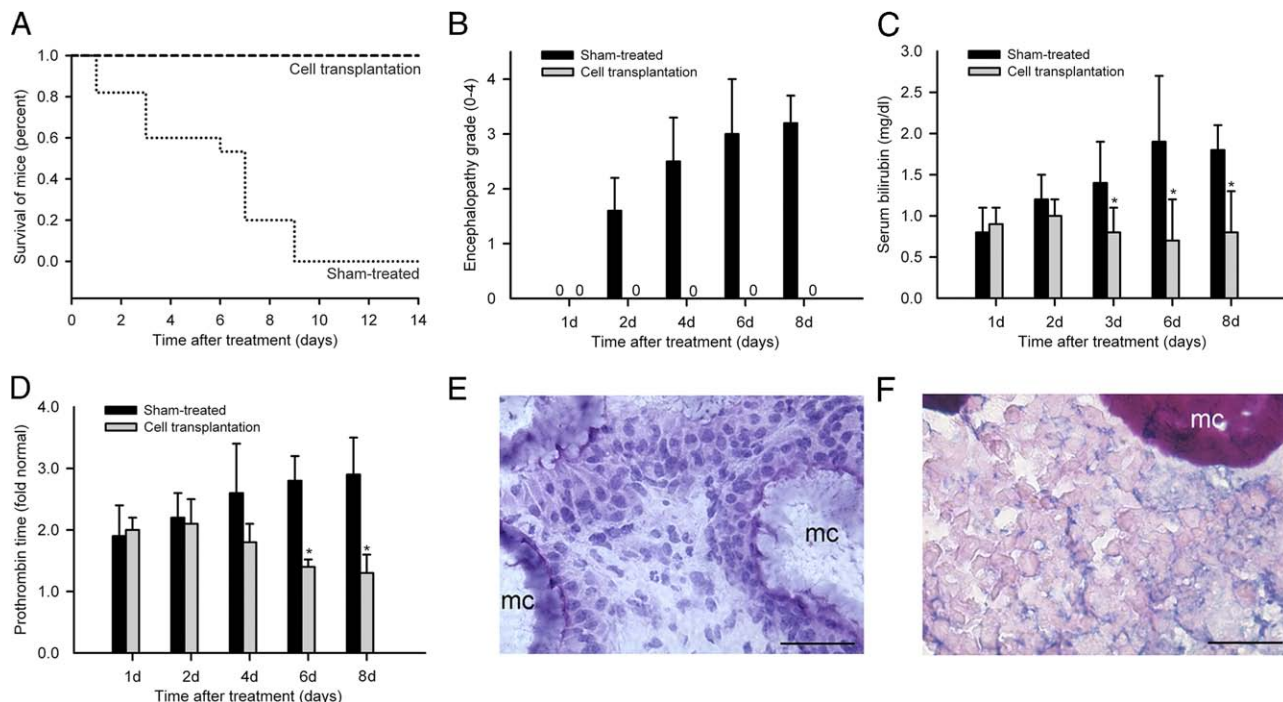 A
Survival of mice (percent)
1.0
0.8
0.6
0.4
0.2
0.0
Cell transplantation
Sham-treated
0 2 4 6 8 10 12 14
Time after treatment (days)
B
Sham-treated
Cell transplantation
Encephalopathy grade (0-4)
4
3
2
1
0
0 0 0 0 0 0
1d 2d 4d 6d 8d
Time after treatment (days)
C
Sham-treated
Cell transplantation
Serum bilirubin (mg/dl)
3.0
2.5
2.0
1.5
1.0
0.5
0.0
* * *
1d 2d 3d 6d 8d
Time after treatment (days)
D
Sham-treated
Cell transplantation
Prothrombin time (fold normal)
4.0
3.0
2.0
1.0
0.0
* *
1d 2d 4d 6d 8d
Time after treatment (days)
E
mc
mc
F
mc